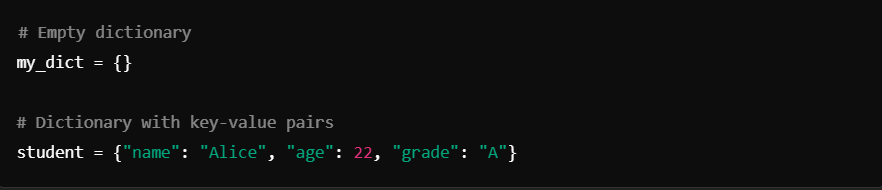 # Empty dictionary
my_dict = {}
# Dictionary with key-value pairs
student = {"name": "Alice", "age": 22, "grade": "A"}